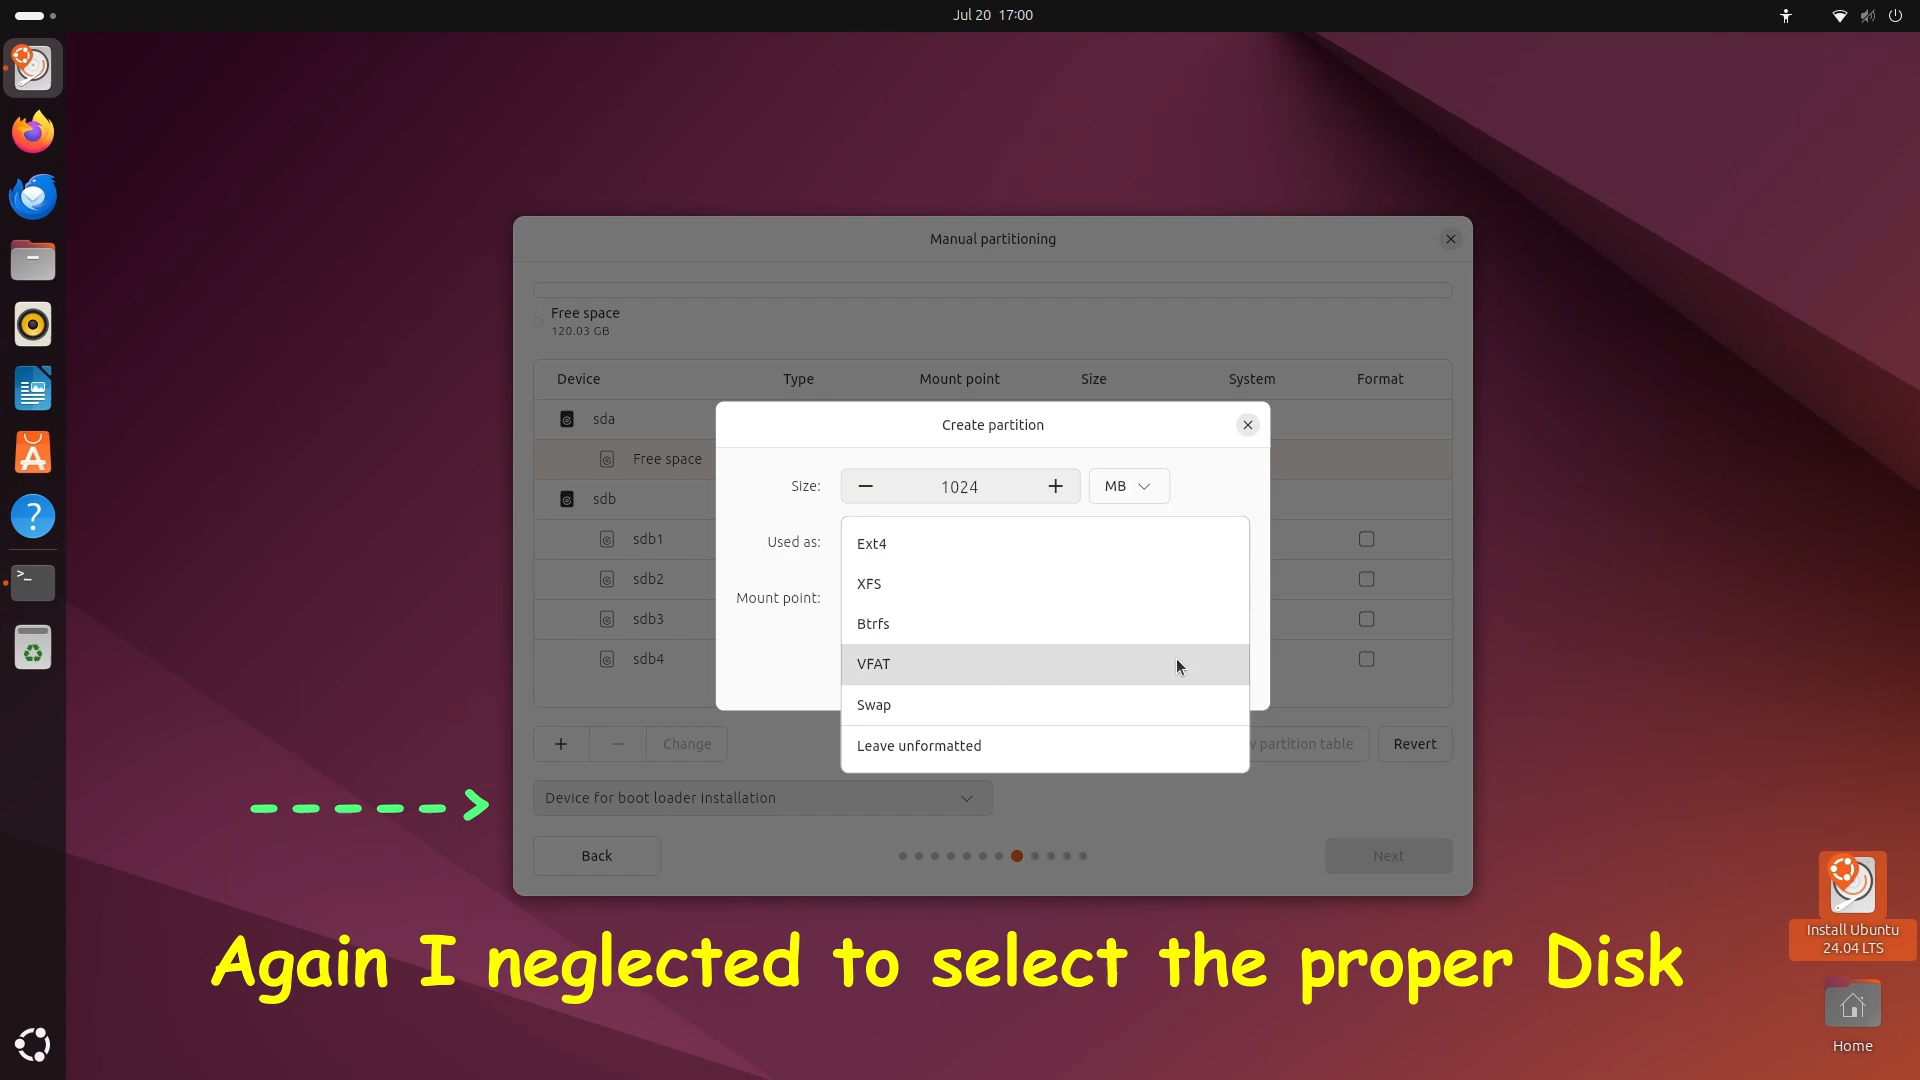 Jul 20 17:00
Manual partitioning
Free space
120.03 GB
Device Type Mount point Size System Format
sda
Create partition
Free space
Size: 1024 MB
sdb
Used as:
Ext4
sdb1
XFS
sdb2
Mount point:
Btrfs
sdb3
VFAT
sdb4
Swap
Leave unformatted
Change
partition table
Revert
Device for boot loader installation
Back
Next
Again I neglected to select the proper Disk
Install Ubuntu
24.04 LTS
Home